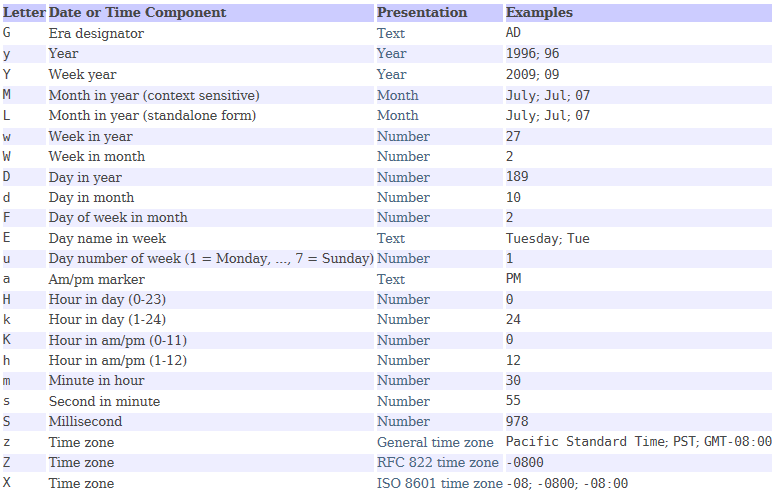 Letter Date or Time Component Presentation Examples
G Era designator Text AD
y Year Year 1996; 96
Y Week year Year 2009; 09
M Month in year (context sensitive) Month July; Jul; 07
L Month in year (standalone form) Month July; Jul; 07
w Week in year Number 27
W Week in month Number 2
D Day in year Number 189
d Day in month Number 10
F Day of week in month Number 2
E Day name in week Text Tuesday; Tue
u Day number of week (1 = Monday, ..., 7 = Sunday) Number 1
a Am/pm marker Text PM
H Hour in day (0-23) Number 0
k Hour in day (1-24) Number 24
K Hour in am/pm (0-11) Number 0
h Hour in am/pm (1-12) Number 12
m Minute in hour Number 30
s Second in minute Number 55
S Millisecond Number 978
z Time zone General time zone Pacific Standard Time; PST; GMT-08:00
Z Time zone RFC 822 time zone -0800
X Time zone ISO 8601 time zone -08; -0800; -08:00